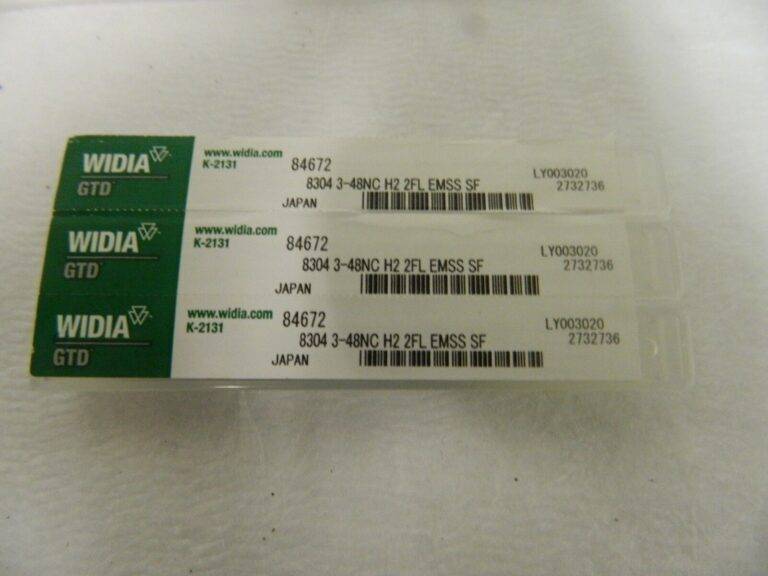 WIDIA
GTD
www.widia.com
K-2131
84672
8304 3-48NC H2 2FL EMSS SF
JAPAN
LY003020
2732736
WIDIA
GTD
www.widia.com
K-2131
84672
8304 3-48NC H2 2FL EMSS SF
JAPAN
LY003020
2732736
WIDIA
GTD
www.widia.com
K-2131
84672
8304 3-48NC H2 2FL EMSS SF
JAPAN
LY003020
2732736